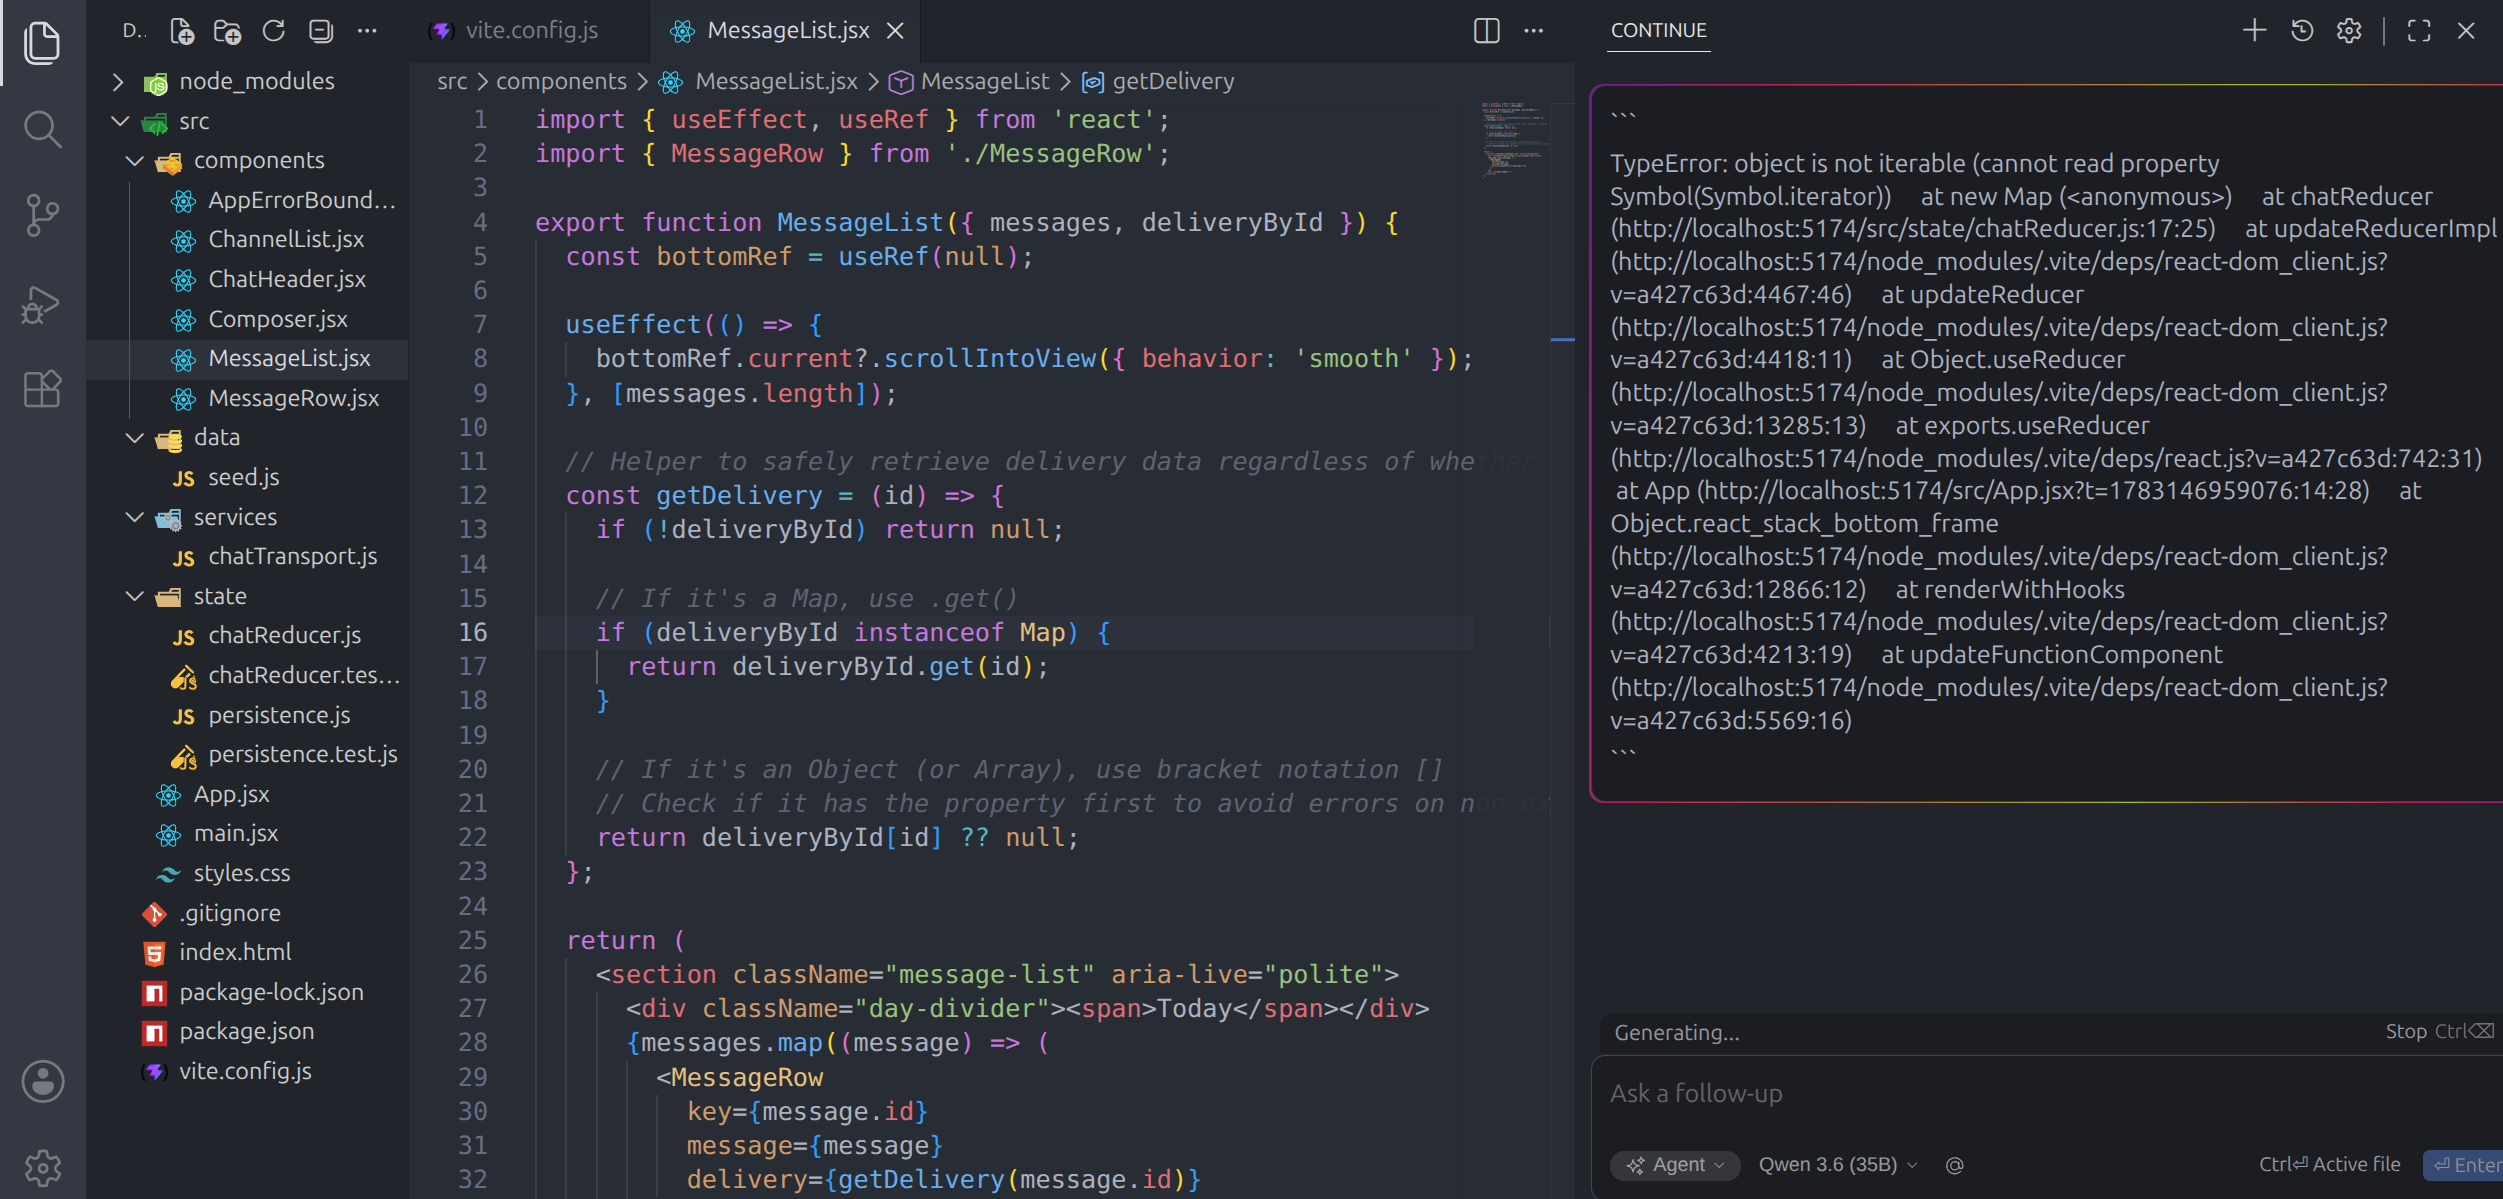 D..
node_modules
src
components
AppErrorBound...
ChannelList.jsx
ChatHeader.jsx
Composer.jsx
MessageList.jsx
MessageRow.jsx
data
seed.js
services
chatTransport.js
state
chatReducer.js
chatReducer.tes...
persistence.js
persistence.test.js
App.jsx
main.jsx
styles.css
.gitignore
index.html
package-lock.json
package.json
vite.config.js
vite.config.js
MessageList.jsx
src > components > MessageList.jsx > MessageList > getDelivery
1 import { useEffect, useRef } from 'react';
2 import { MessageRow } from './MessageRow';
3
4 export function MessageList({ messages, deliveryById }) {
5 const bottomRef = useRef(null);
6
7 useEffect(() => {
8 bottomRef.current?.scrollIntoView({ behavior: 'smooth' });
9 }, [messages.length]);
10
11 // Helper to safely retrieve delivery data regardless of whether
12 const getDelivery = (id) => {
13 if (!deliveryById) return null;
14
15 // If it's a Map, use .get()
16 if (deliveryById instanceof Map) {
17 return deliveryById.get(id);
18 }
19
20 // If it's an Object (or Array), use bracket notation []
21 // Check if it has the property first to avoid errors on non-ex
22 return deliveryById[id] ?? null;
23 };
24
25 return (
26 <section className="message-list" aria-live="polite">
27 <div className="day-divider"><span>Today</span></div>
28 {messages.map((message) => (
29 <MessageRow
30 key={message.id}
31 message={message}
32 delivery={getDelivery(message.id)}
CONTINUE
```
TypeError: object is not iterable (cannot read property
Symbol(Symbol.iterator)) at new Map (<anonymous>) at chatReducer
(http://localhost:5174/src/state/chatReducer.js:17:25) at updateReducerImpl
(http://localhost:5174/node_modules/.vite/deps/react-dom_client.js?
v=a427c63d:4467:46) at updateReducer
(http://localhost:5174/node_modules/.vite/deps/react-dom_client.js?
v=a427c63d:4418:11) at Object.useReducer
(http://localhost:5174/node_modules/.vite/deps/react-dom_client.js?
v=a427c63d:13285:13) at exports.useReducer
(http://localhost:5174/node_modules/.vite/deps/react.js?v=a427c63d:742:31)
at App (http://localhost:5174/src/App.jsx?t=1783146959076:14:28) at
Object.react_stack_bottom_frame
(http://localhost:5174/node_modules/.vite/deps/react-dom_client.js?
v=a427c63d:12866:12) at renderWithHooks
(http://localhost:5174/node_modules/.vite/deps/react-dom_client.js?
v=a427c63d:4213:19) at updateFunctionComponent
(http://localhost:5174/node_modules/.vite/deps/react-dom_client.js?
v=a427c63d:5569:16)
```
Generating...
Stop Ctrl⌫
Ask a follow-up
Agent
Qwen 3.6 (35B)
@
Ctrl⏎ Active file
⏎ Enter